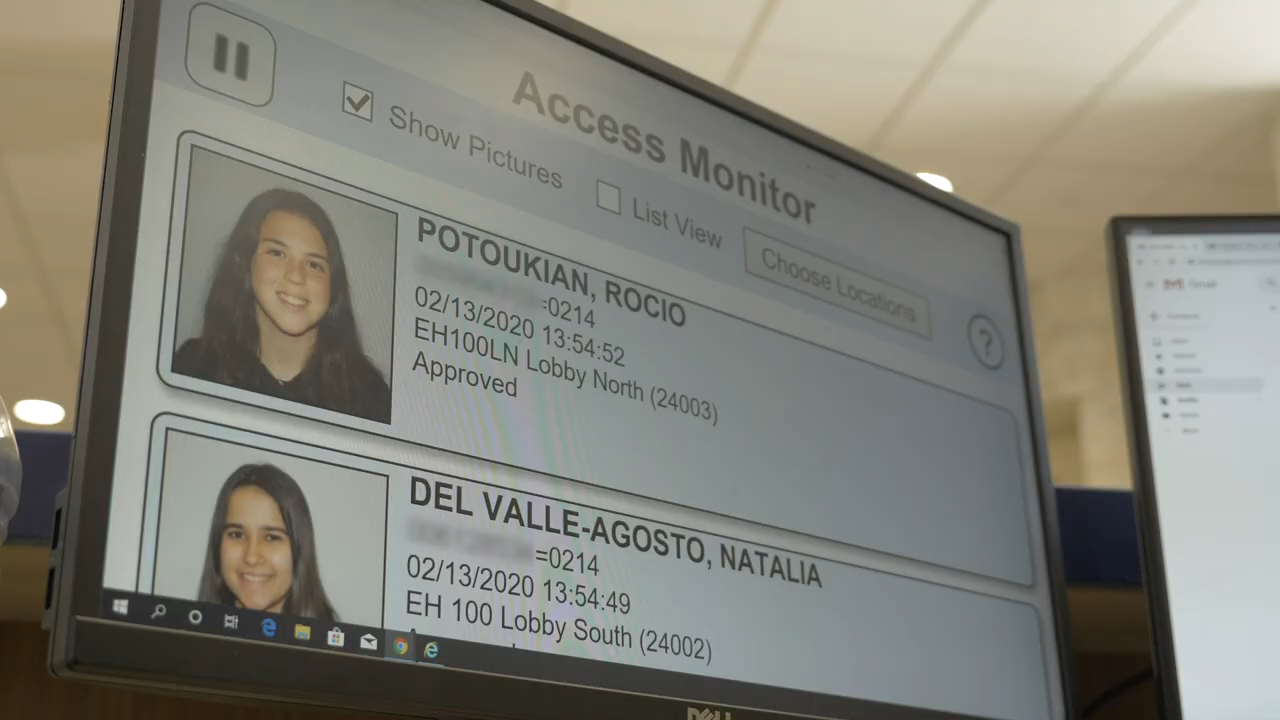 Access Monitor
Show Pictures
List View
Choose Locations
?
POTOUKIAN, ROCIO
=0214
02/13/2020 13:54:52
EH100LN Lobby North (24003)
Approved
DEL VALLE-AGOSTO, NATALIA
=0214
02/13/2020 13:54:49
EH 100 Lobby South (24002)
DELL
Gmail